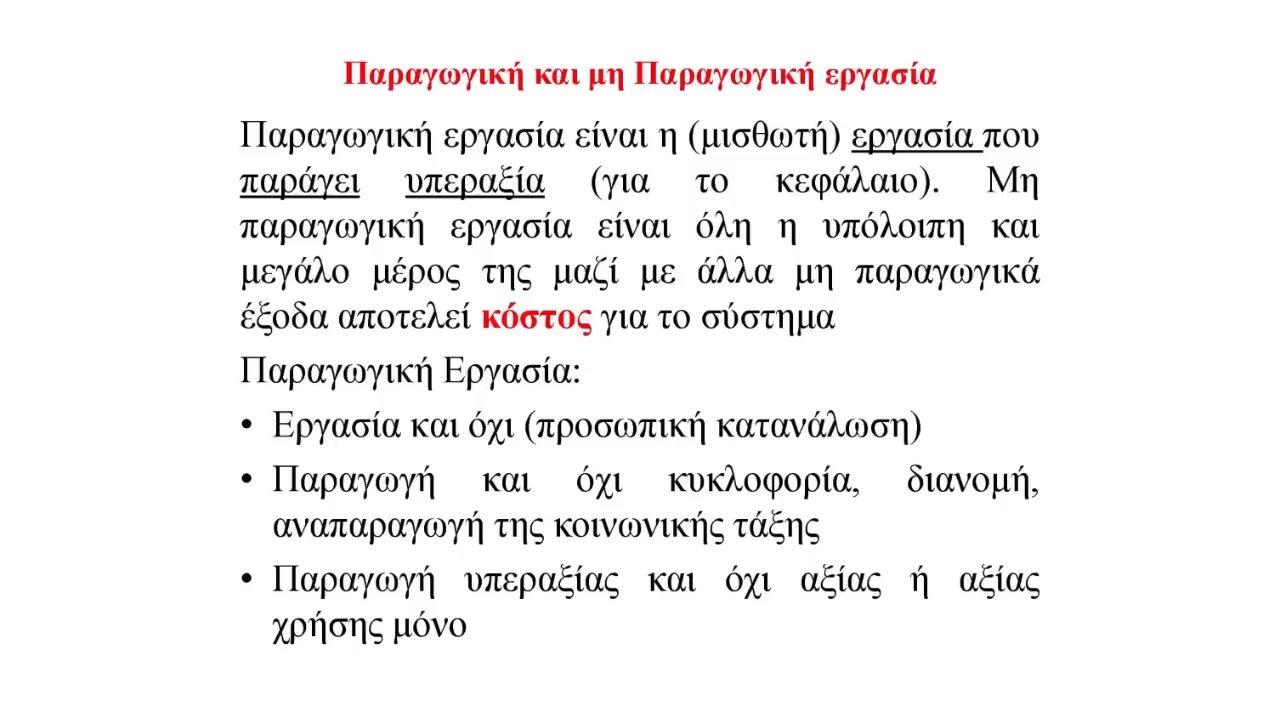 Παραγωγική και μη Παραγωγική εργασία
Παραγωγική εργασία είναι η (μισθωτή) εργασία που
παράγει υπεραξία (για το κεφάλαιο). Μη
παραγωγική εργασία είναι όλη η υπόλοιπη και
μεγάλο μέρος της μαζί με άλλα μη παραγωγικά
έξοδα αποτελεί κόστος για το σύστημα
Παραγωγική Εργασία:
• Εργασία και όχι (προσωπική κατανάλωση)
• Παραγωγή και όχι κυκλοφορία, διανομή,
αναπαραγωγή της κοινωνικής τάξης
• Παραγωγή υπεραξίας και όχι αξίας ή αξίας
χρήσης μόνο